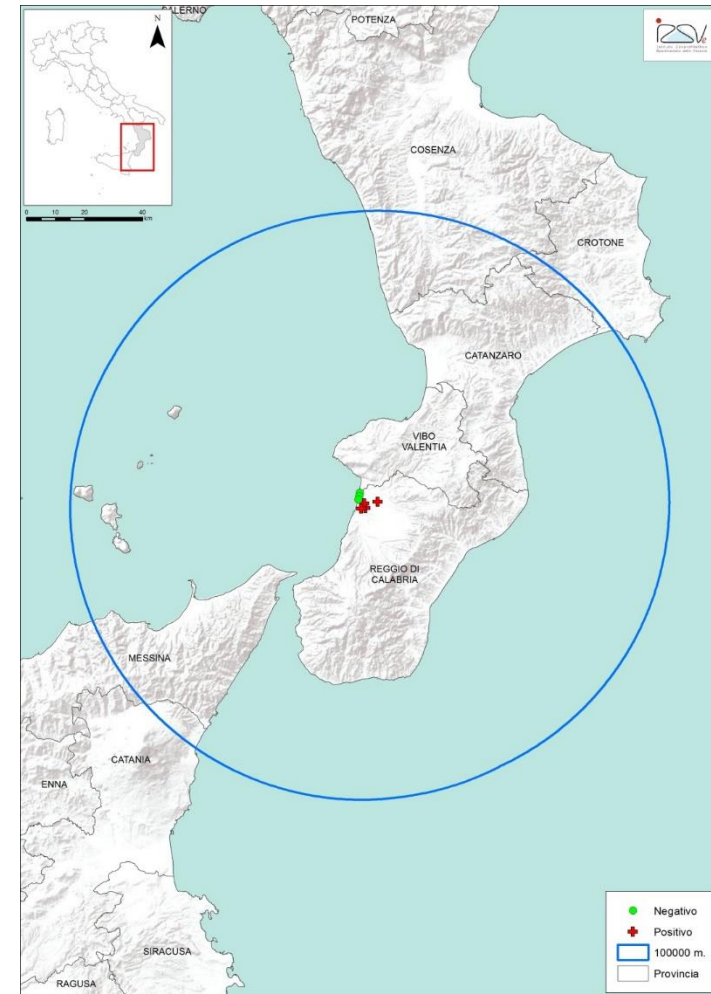 SALERNO
POTENZA
N
COSENZA
0 10 20 40
km
CROTONE
CATANZARO
VIBO
VALENTIA
REGGIO DI
CALABRIA
MESSINA
CATANIA
ENNA
SIRACUSA
RAGUSA
Negativo
Positivo
100000 m.
Provincia